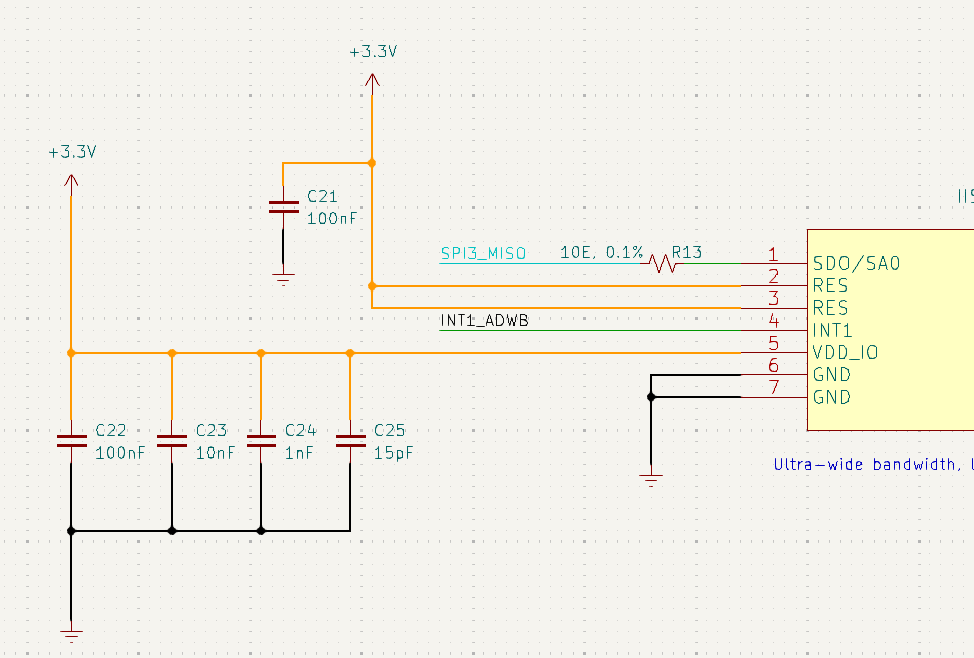 +3.3V
+3.3V
C21
100nF
IIS
SPI3_MISO
10E, 0.1%
R13
1
SDO/SA0
2
RES
3
RES
INT1_ADWB
4
INT1
5
VDD_IO
6
GND
7
GND
C22
100nF
C23
10nF
C24
1nF
C25
15pF
Ultra-wide bandwidth,